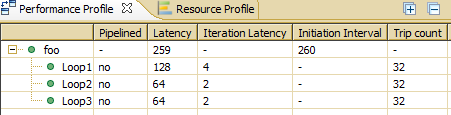 Performance Profile Resource Profile
Pipelined Latency Iteration Latency Initiation Interval Trip count
foo - 259 - 260 -
Loop1 no 128 4 - 32
Loop2 no 64 2 - 32
Loop3 no 64 2 - 32